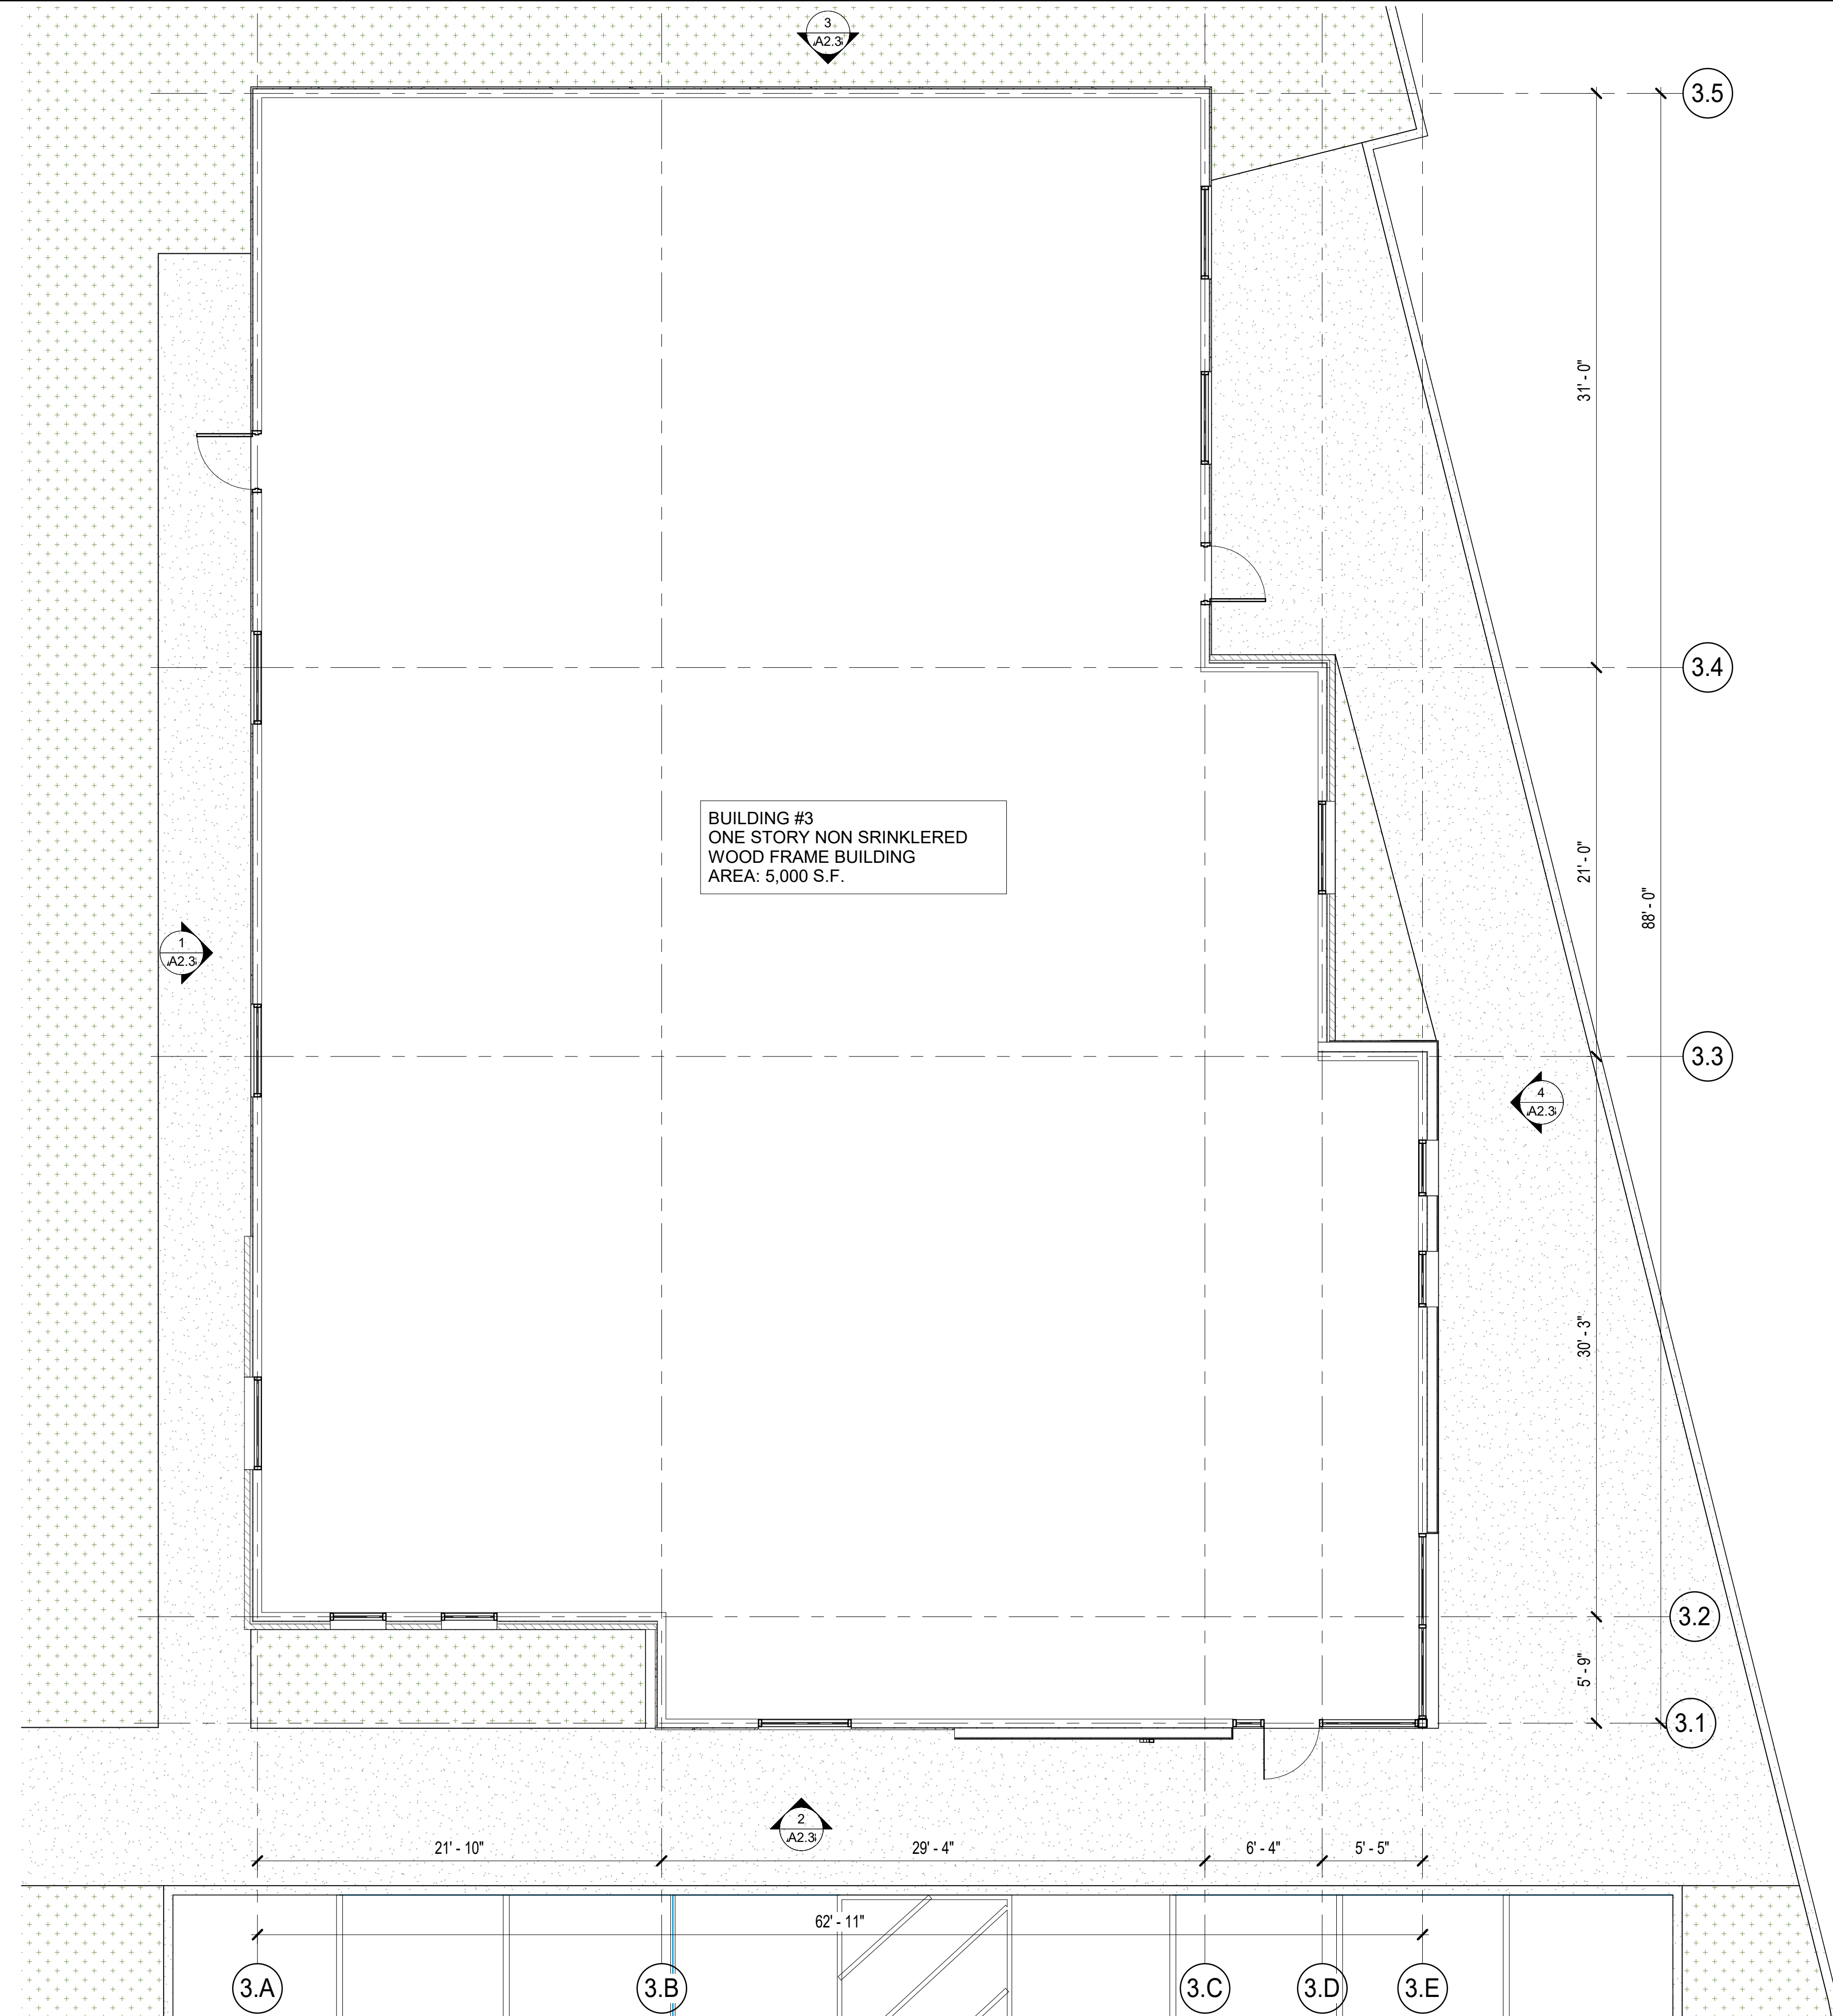 3
A2.3
3.5
31' - 0"
3.4
BUILDING #3
ONE STORY NON SRINKLERED
WOOD FRAME BUILDING
AREA: 5,000 S.F.
21' - 0"
88' - 0"
1
A2.3
3.3
4
A2.3
30' - 3"
3.2
5' - 9"
3.1
2
A2.3
21' - 10"
29' - 4"
6' - 4"
5' - 5"
62' - 11"
3.A
3.B
3.C
3.D
3.E